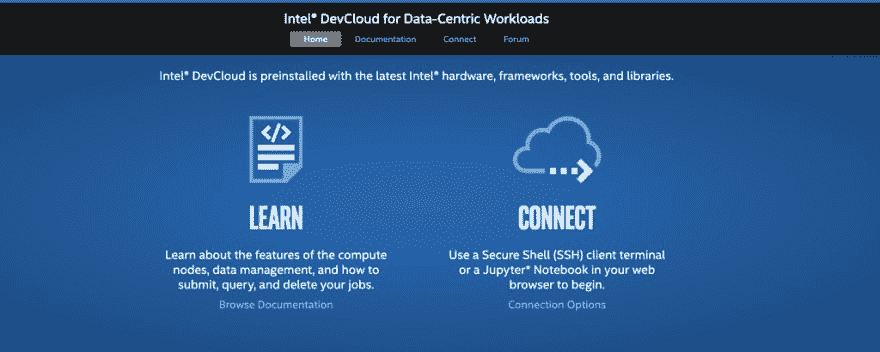 Intel® DevCloud for Data-Centric Workloads
Home Documentation Connect Forum
Intel® DevCloud is preinstalled with the latest Intel® hardware, frameworks, tools, and libraries.
</>
LEARN
Learn about the features of the compute
nodes, data management, and how to
submit, query, and delete your jobs.
Browse Documentation
CONNECT
Use a Secure Shell (SSH) client terminal
or a Jupyter® Notebook in your web
browser to begin.
Connection Options